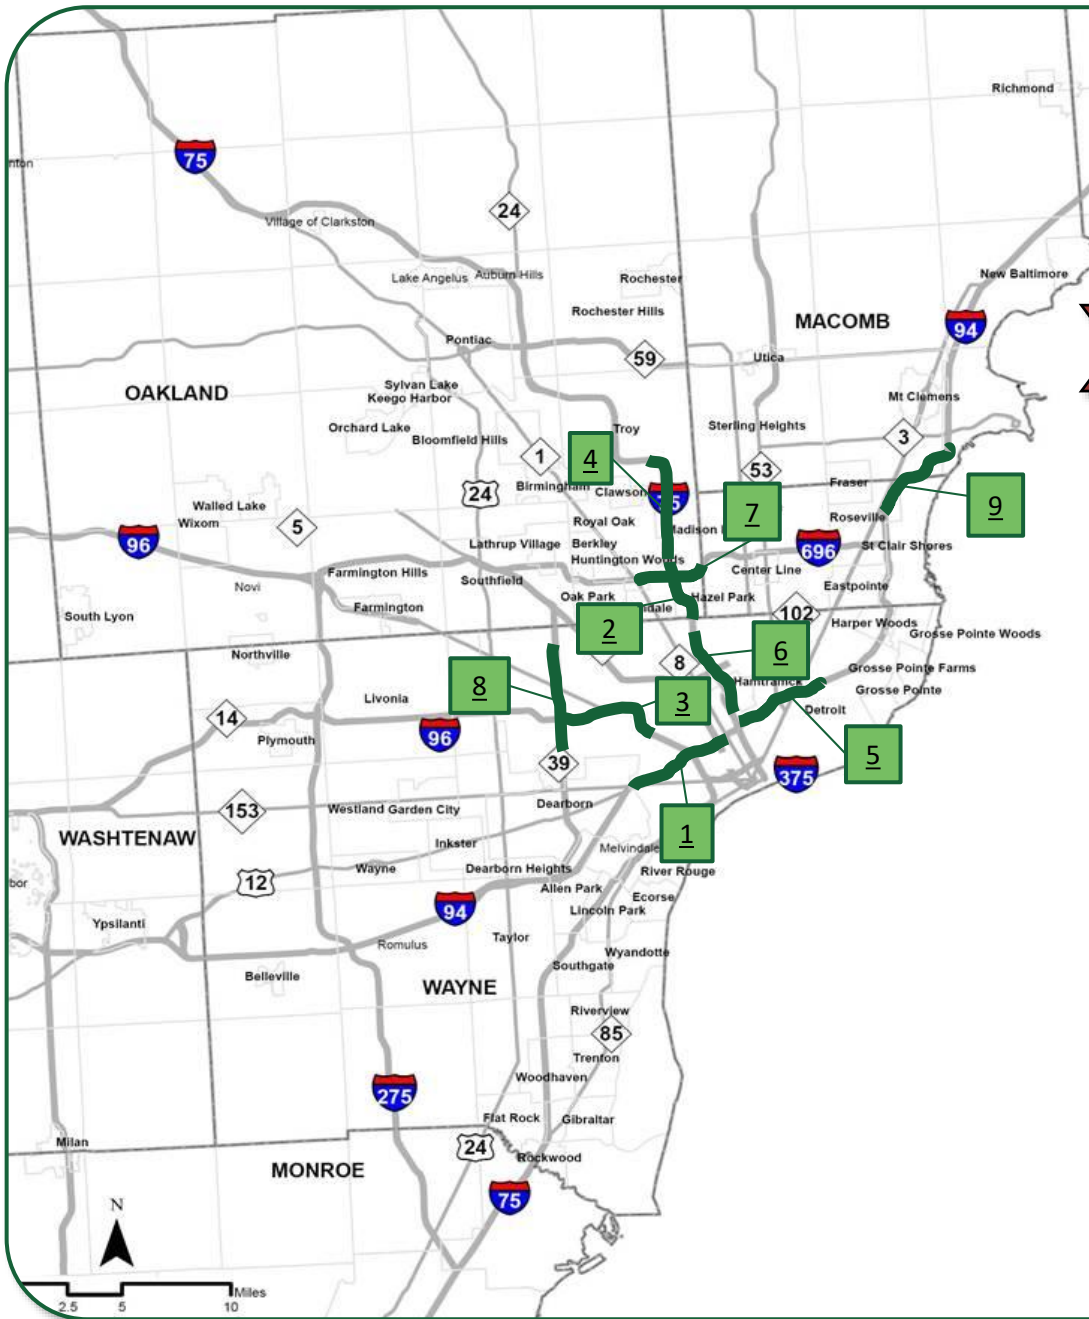 Richmond
75
24
Village of Clarkston
Lake Angelus
Auburn Hills
Rochester
New Baltimore
Rochester Hills
MACOMB
94
Pontiac
59
Utica
OAKLAND
Sylvan Lake
Keego Harbor
Mt Clemens
Orchard Lake
Bloomfield Hills
Troy
Sterling Heights
3
1
4
53
Birmingham
Clawson
24
Fraser
9
Walled Lake
Wixom
5
Royal Oak
7
Roseville
96
Lathrup Village
Berkley
696
St Clair Shores
Huntington Woods
Center Line
Novi
Farmington Hills
Southfield
Eastpointe
South Lyon
Farmington
Oak Park
Hazel Park
102
2
Harper Woods
Grosse Pointe Woods
Northville
8
6
Grosse Pointe Farms
8
Hamtramck
Grosse Pointe
Livonia
3
Detroit
14
Plymouth
96
5
39
375
153
Westland
Garden City
Dearborn
WASHTENAW
Inkster
1
Melvindale
12
Wayne
Dearborn Heights
River Rouge
Allen Park
Ecorse
94
Lincoln Park
Ypsilanti
Romulus
Taylor
Wyandotte
Belleville
Southgate
WAYNE
Riverview
85
Trenton
Woodhaven
275
Flat Rock
Gibraltar
Milan
24
Rockwood
MONROE
75
N
Miles
2.5
5
10